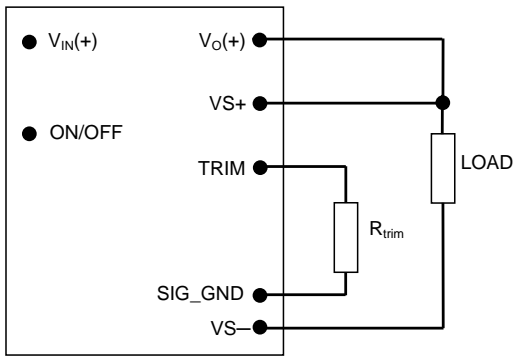 V_IN(+) V_O(+)
VS+
ON/OFF
LOAD
TRIM
R_trim
SIG_GND
VS–